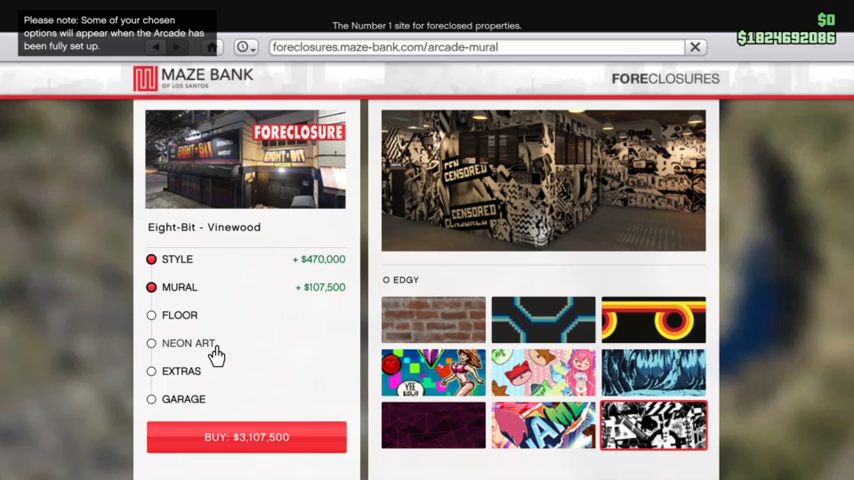 Please note: Some of your chosen
options will appear when the Arcade has
been fully set up.
The Number 1 site for foreclosed properties.
$0
$1824692086
foreclosures.maze-bank.com/arcade-mural
MAZE BANK
OF LOS SANTOS
FORECLOSURES
FORECLOSURE
EIGHT-BIT
EIGHT-BIT
Eight-Bit - Vinewood
STYLE
+ $470,000
MURAL
+ $107,500
FLOOR
NEON ART
EXTRAS
GARAGE
BUY: $3,107,500
CENSORED
CENSORED
O EDGY
YEE